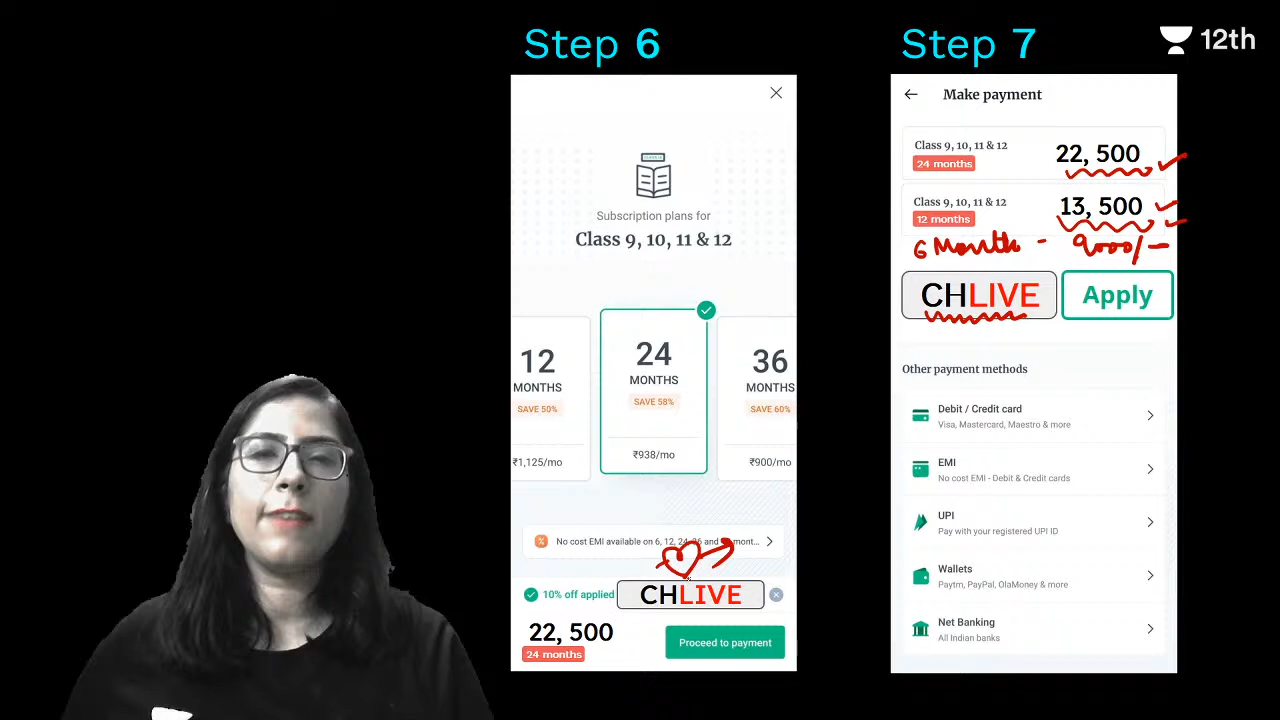 Step 6
Subscription plans for
Class 9, 10, 11 & 12
12
MONTHS
SAVE 50%
₹1,125/mo
24
MONTHS
SAVE 58%
₹938/mo
36
MONTHS
SAVE 60%
₹900/mo
No cost EMI available on 6, 12, 24, 36 and mont...
10% off applied CHLIVE
22, 500
24 months
Proceed to payment
Step 7
12th
Make payment
Class 9, 10, 11 & 12
24 months
22, 500
Class 9, 10, 11 & 12
12 months
13, 500
6 Month - 9000/-
CHLIVE Apply
Other payment methods
Debit / Credit card
Visa, Mastercard, Maestro & more
EMI
No cost EMI - Debit & Credit cards
UPI
Pay with your registered UPI ID
Wallets
Paytm, PayPal, OlaMoney & more
Net Banking
All Indian banks